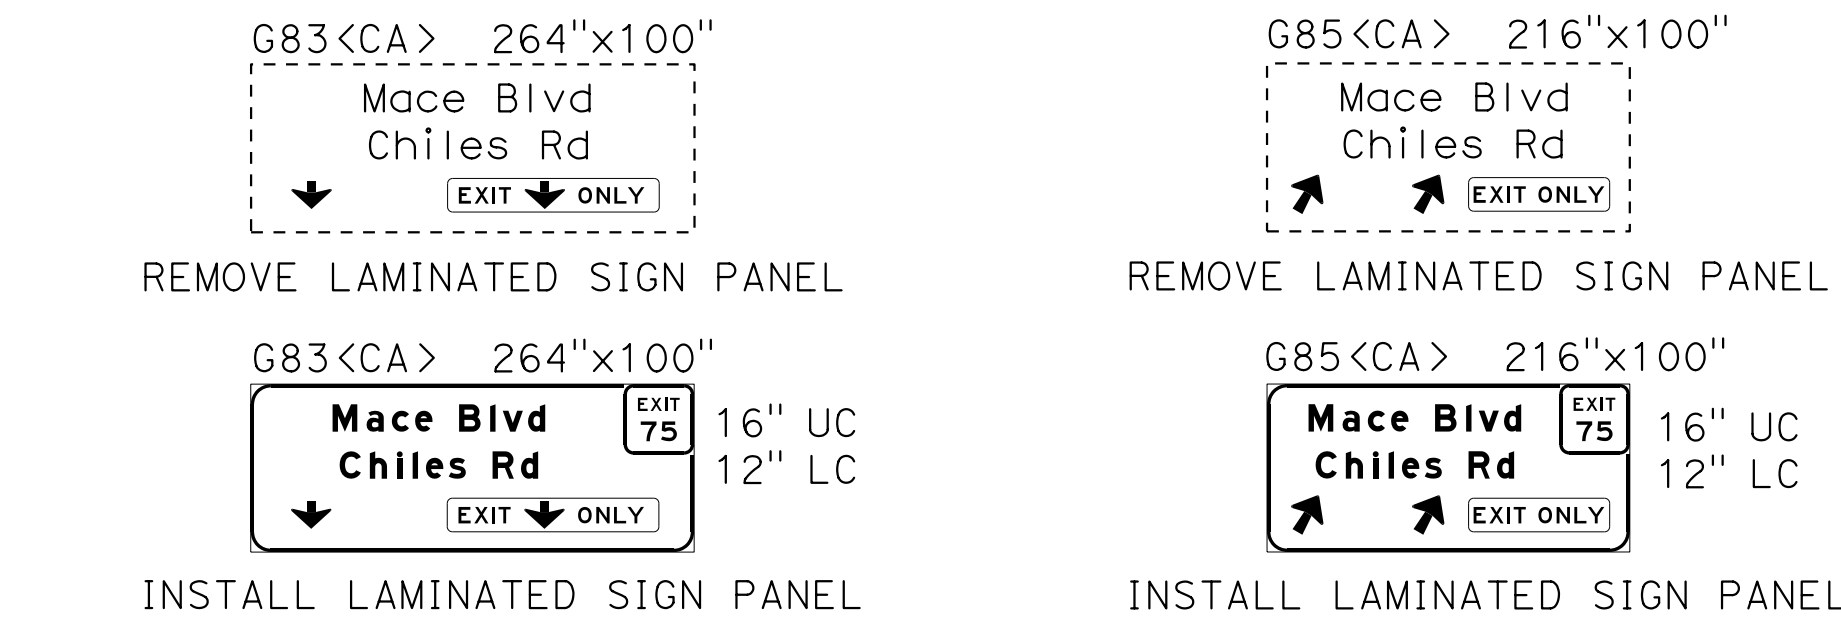 G83<CA> 264"x100"
Mace Blvd
Chiles Rd
EXIT ONLY
REMOVE LAMINATED SIGN PANEL
G85<CA> 216"x100"
Mace Blvd
Chiles Rd
EXIT ONLY
REMOVE LAMINATED SIGN PANEL
G83<CA> 264"x100"
Mace Blvd
Chiles Rd
EXIT
75
EXIT ONLY
16" UC
12" LC
INSTALL LAMINATED SIGN PANEL
G85<CA> 216"x100"
Mace Blvd
Chiles Rd
EXIT
75
EXIT ONLY
16" UC
12" LC
INSTALL LAMINATED SIGN PANEL